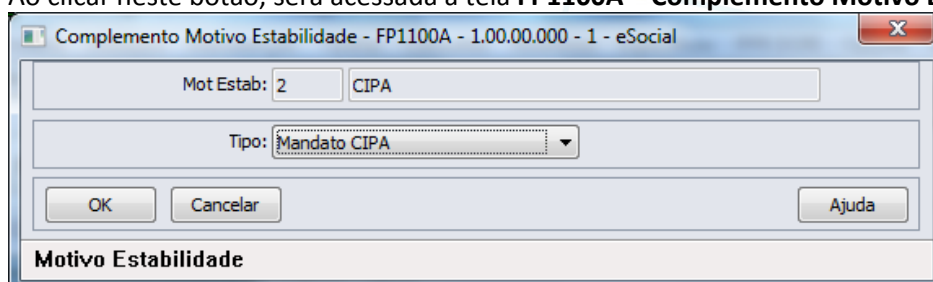 Ao clicar neste botão, será acessada a tela FP1100A – Complemento Motivo
Complemento Motivo Estabilidade - FP1100A - 1.00.00.000 - 1 - eSocial
Mot Estab: 2 CIPA
Tipo: Mandato CIPA
OK Cancelar Ajuda
Motivo Estabilidade